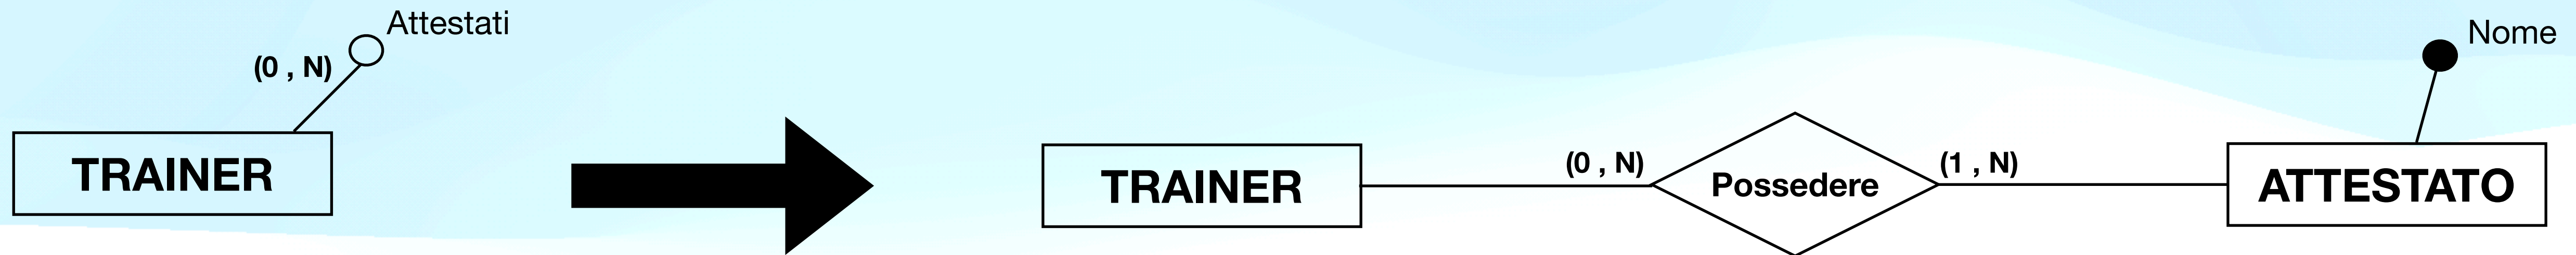 Attestati
(0 , N)
TRAINER
TRAINER
(0 , N)
Possedere
(1 , N)
Nome
ATTESTATO